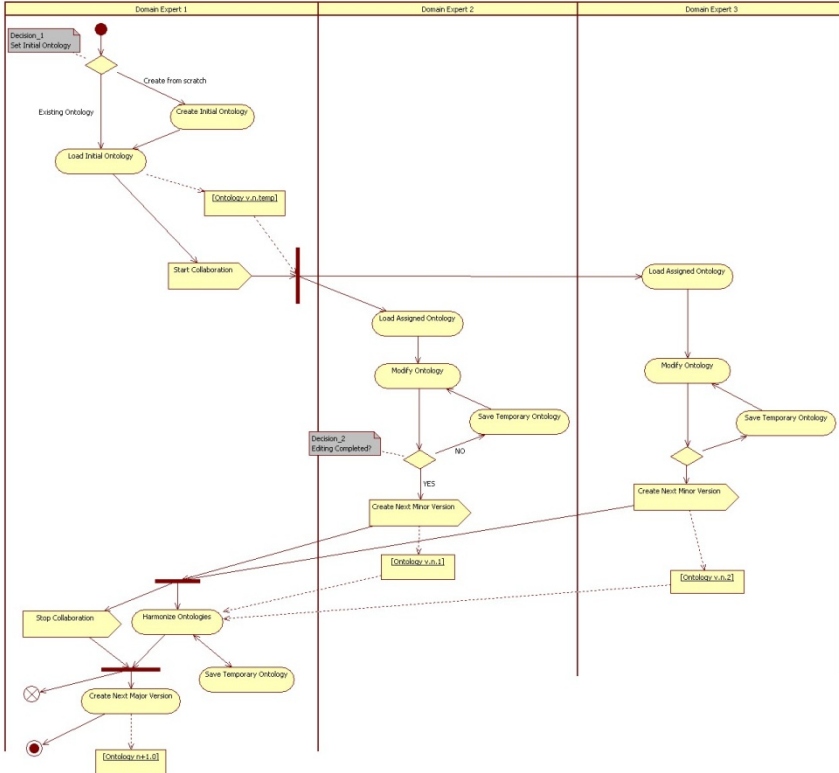 Domain Expert 1
Domain Expert 2
Domain Expert 3
Decision_1
Set Initial Ontology
Create from scratch
Existing Ontology
Create Initial Ontology
Load Initial Ontology
[Ontology v.n.temp]
Start Collaboration
Load Assigned Ontology
Load Assigned Ontology
Modify Ontology
Modify Ontology
Save Temporary Ontology
Save Temporary Ontology
Decision_2
Editing Completed?
NO
YES
Create Next Minor Version
Create Next Minor Version
[Ontology v.n.1]
[Ontology v.n.2]
Stop Collaboration
Harmonize Ontologies
Save Temporary Ontology
Create Next Major Version
[Ontology n+1.0]